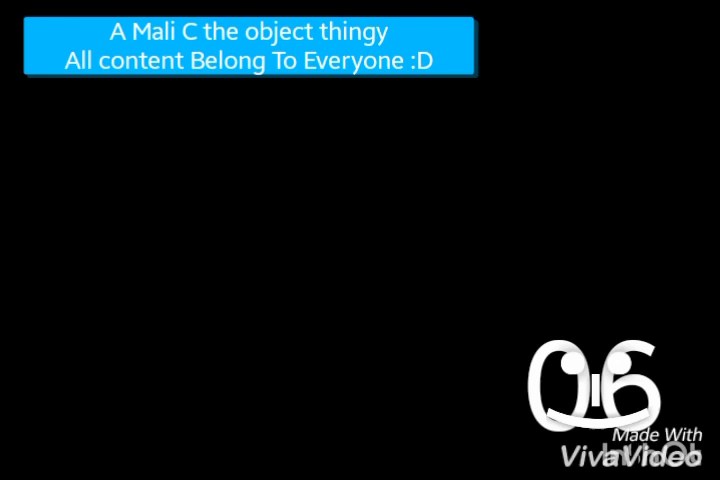 A Mali C the object thingy
All content Belong To Everyone :D
06
Made With
VivaVideo